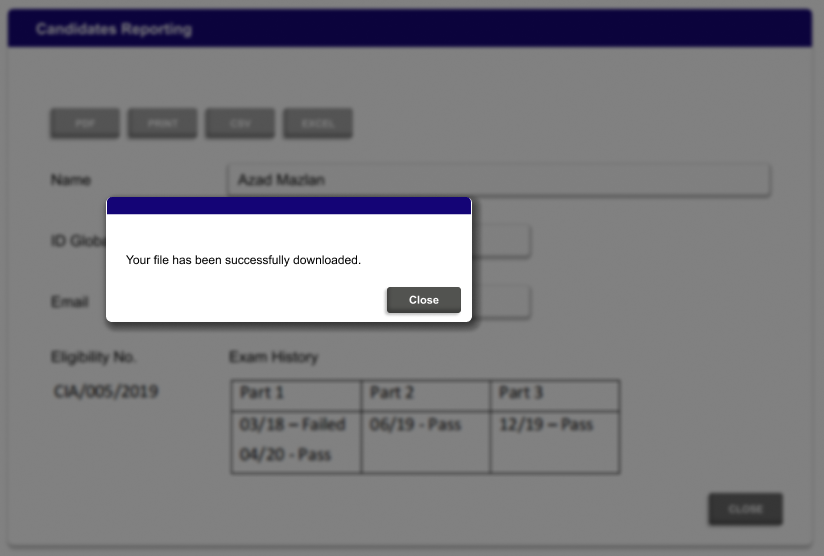 Candidates Reporting
PDF PRINT CSV EXCEL
Name Azad Mazlan
ID Globa
Your file has been successfully downloaded.
Close
Email
Eligibility No. Exam History
CIA/005/2019
Part 1 Part 2 Part 3
03/18 – Failed 06/19 - Pass 12/19 – Pass
04/20 - Pass
CLOSE